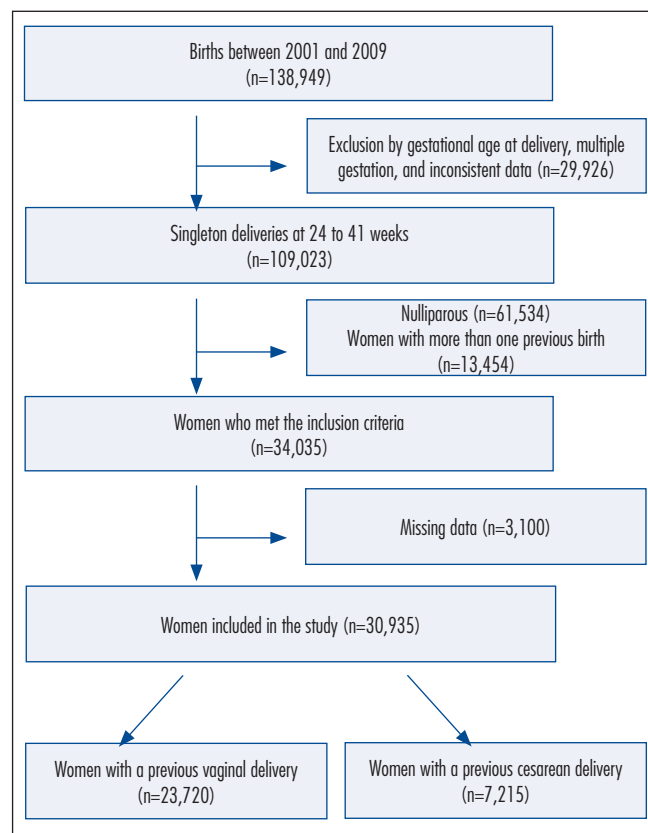 Births between 2001 and 2009
(n=138,949)
Exclusion by gestational age at delivery, multiple
gestation, and inconsistent data (n=29,926)
Singleton deliveries at 24 to 41 weeks
(n=109,023)
Nulliparous (n=61,534)
Women with more than one previous birth
(n=13,454)
Women who met the inclusion criteria
(n=34,035)
Missing data (n=3,100)
Women included in the study (n=30,935)
Women with a previous vaginal delivery
(n=23,720)
Women with a previous cesarean delivery
(n=7,215)